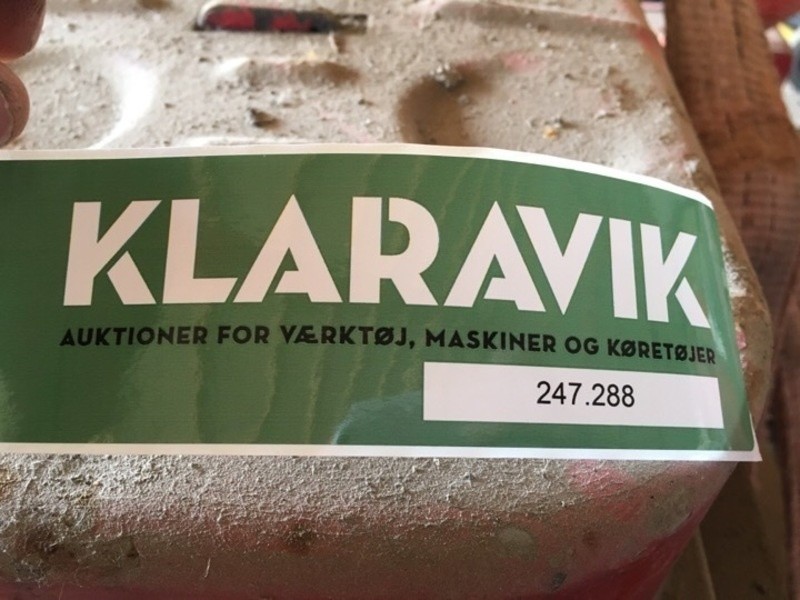 KLARAVIK
AUKTIONER FOR VÆRKTØJ, MASKINER OG KØRETØJER
247.288